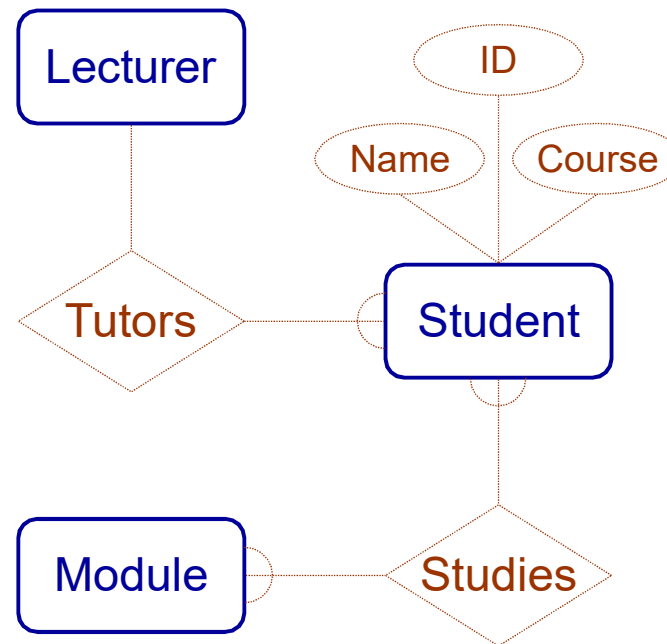 Lecturer
ID
Name
Course
Tutors
Student
Module
Studies